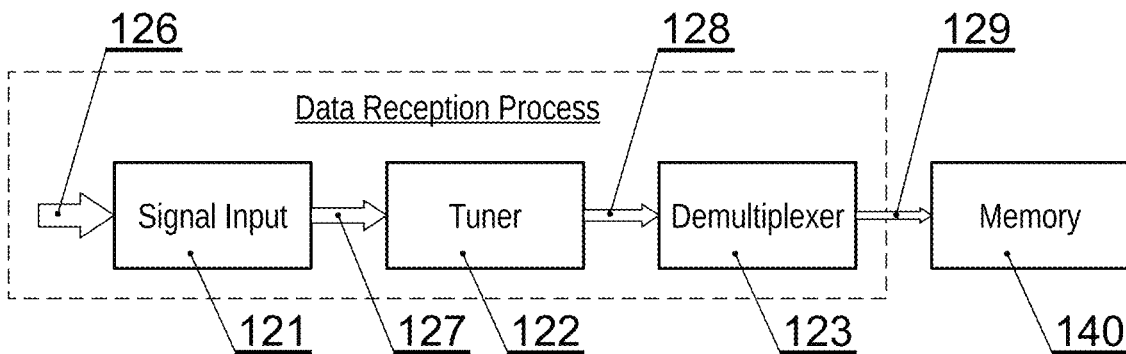 126
128
129
Data Reception Process
Signal Input
Tuner
Demultiplexer
Memory
121
127
122
123
140